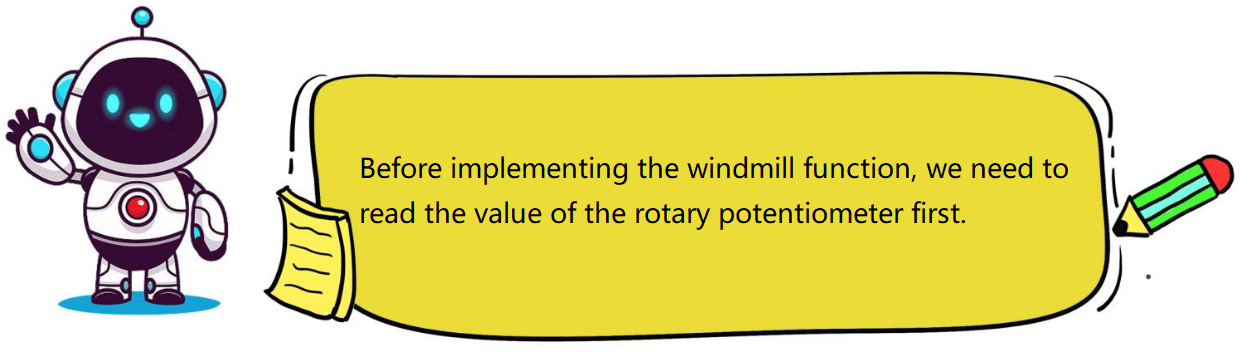 Before implementing the windmill function, we need to
read the value of the rotary potentiometer first.